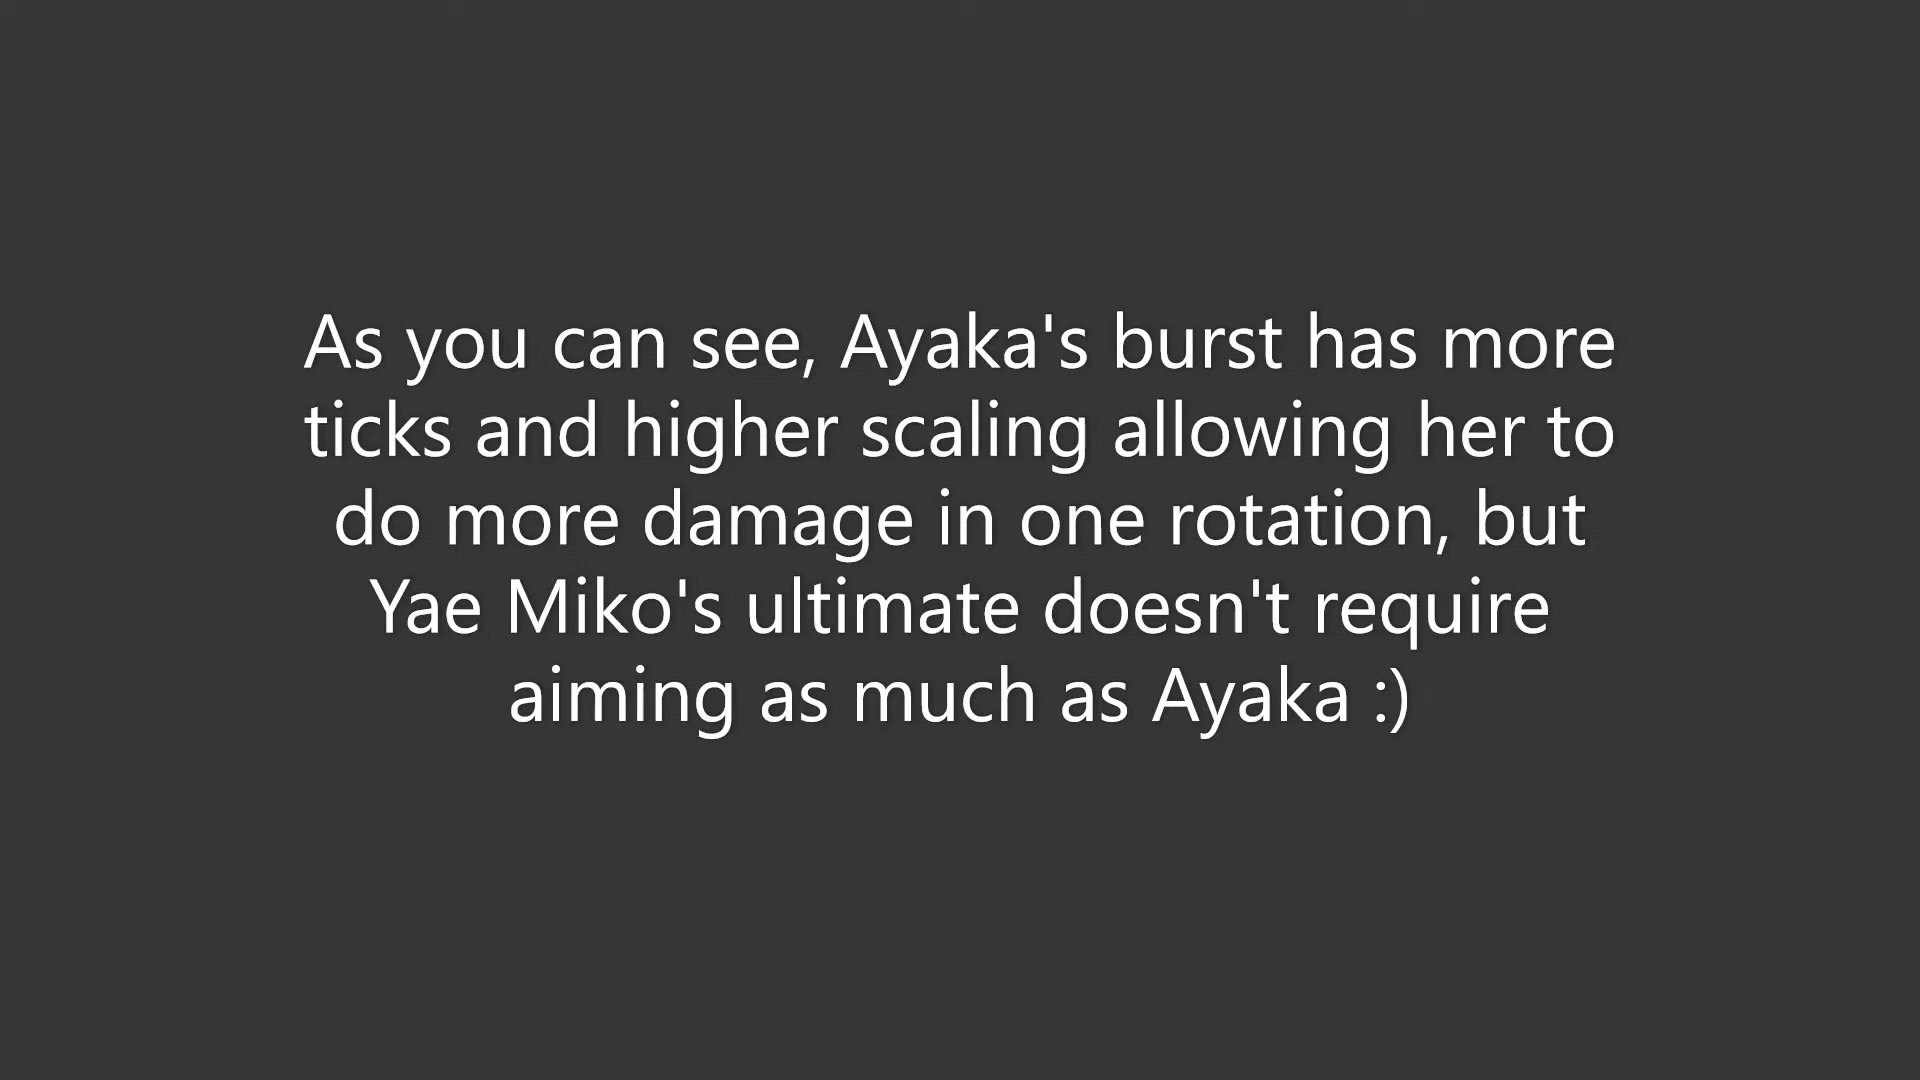 As you can see, Ayaka's burst has more
ticks and higher scaling allowing her to
do more damage in one rotation, but
Yae Miko's ultimate doesn't require
aiming as much as Ayaka :)